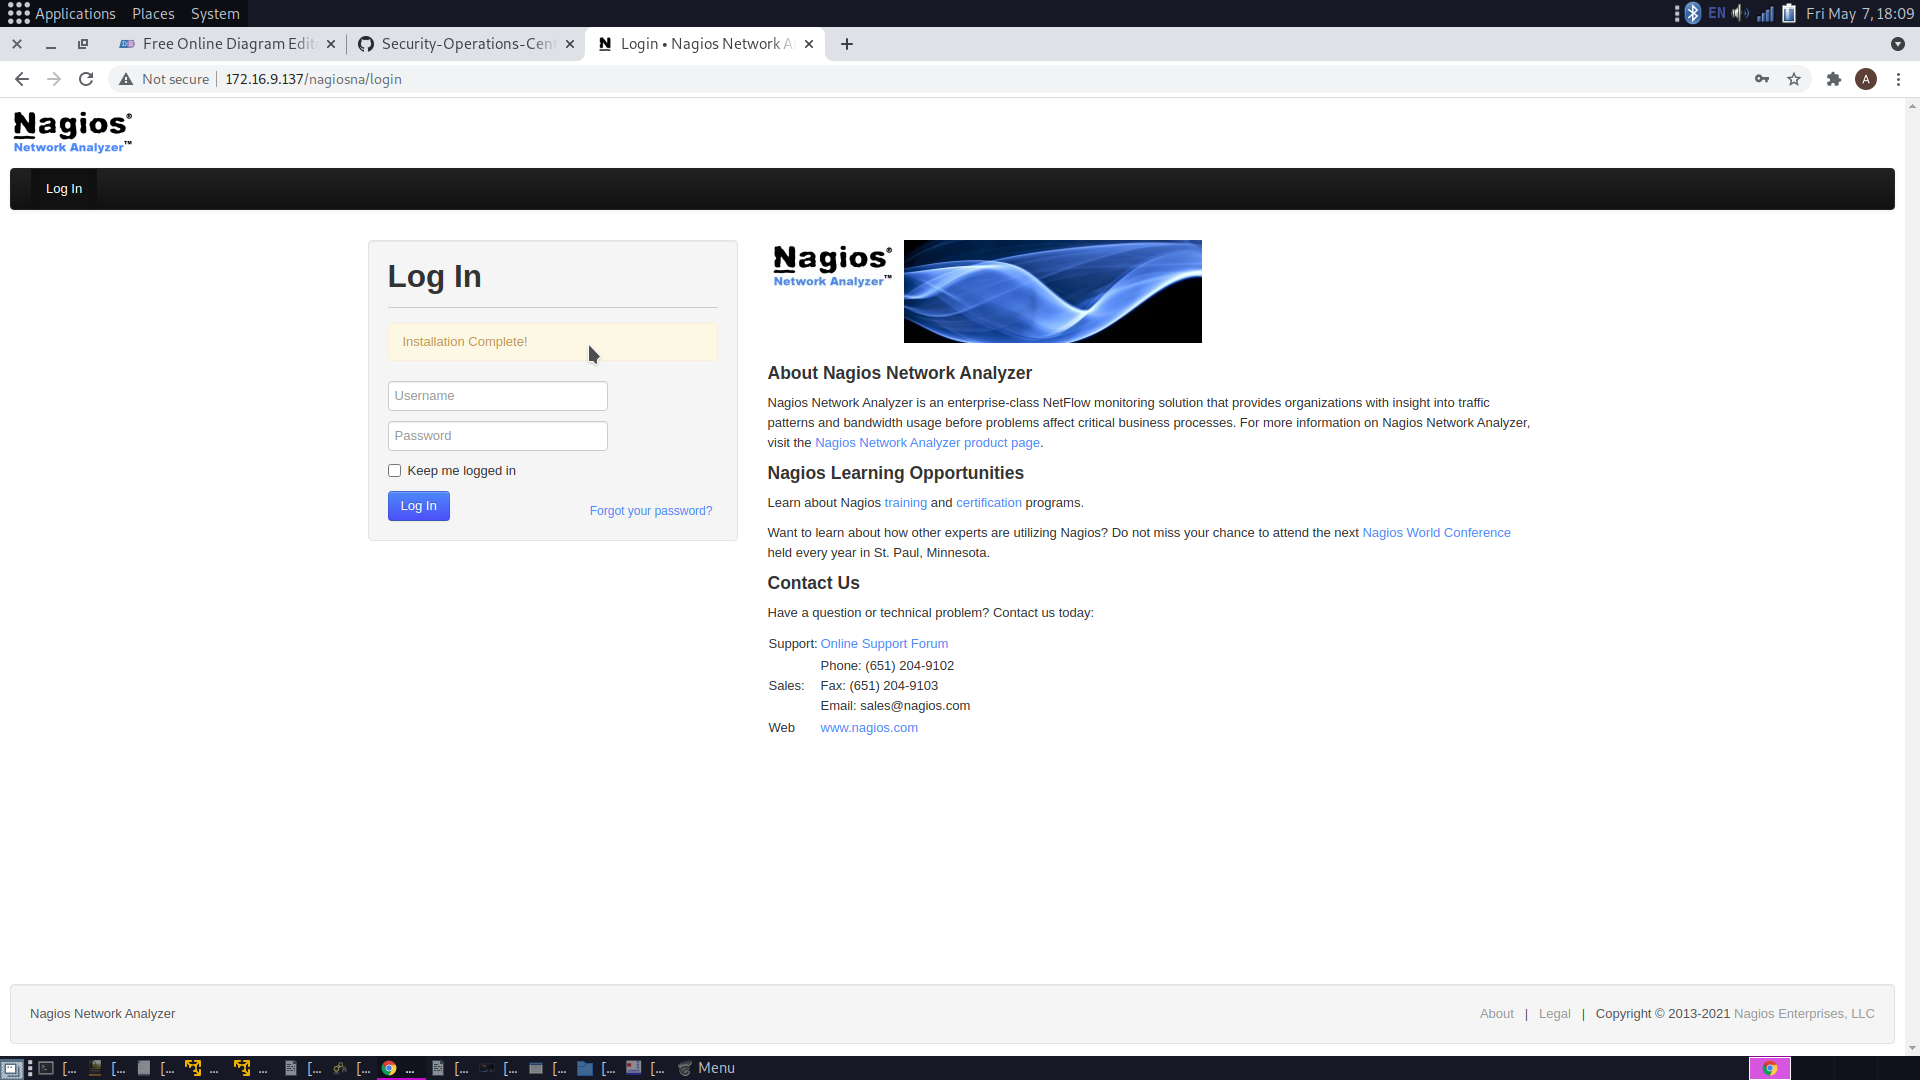 Applications Places System
EN Fri May 7, 18:09
Free Online Diagram Edit
Security-Operations-Cent
Login • Nagios Network A
Not secure 172.16.9.137/nagiosna/login
A
Nagios®
Network Analyzer™
Log In
Log In
Installation Complete!
Username
Password
Keep me logged in
Log In
Forgot your password?
Nagios®
Network Analyzer™
About Nagios Network Analyzer
Nagios Network Analyzer is an enterprise-class NetFlow monitoring solution that provides organizations with insight into traffic
patterns and bandwidth usage before problems affect critical business processes. For more information on Nagios Network Analyzer,
visit the Nagios Network Analyzer product page.
Nagios Learning Opportunities
Learn about Nagios training and certification programs.
Want to learn about how other experts are utilizing Nagios? Do not miss your chance to attend the next Nagios World Conference
held every year in St. Paul, Minnesota.
Contact Us
Have a question or technical problem? Contact us today:
Support: Online Support Forum
Phone: (651) 204-9102
Sales: Fax: (651) 204-9103
Email: sales@nagios.com
Web www.nagios.com
Nagios Network Analyzer
About | Legal | Copyright © 2013-2021 Nagios Enterprises, LLC
[... [... [... ... ... [... [... ... [... [... [... [... [... Menu